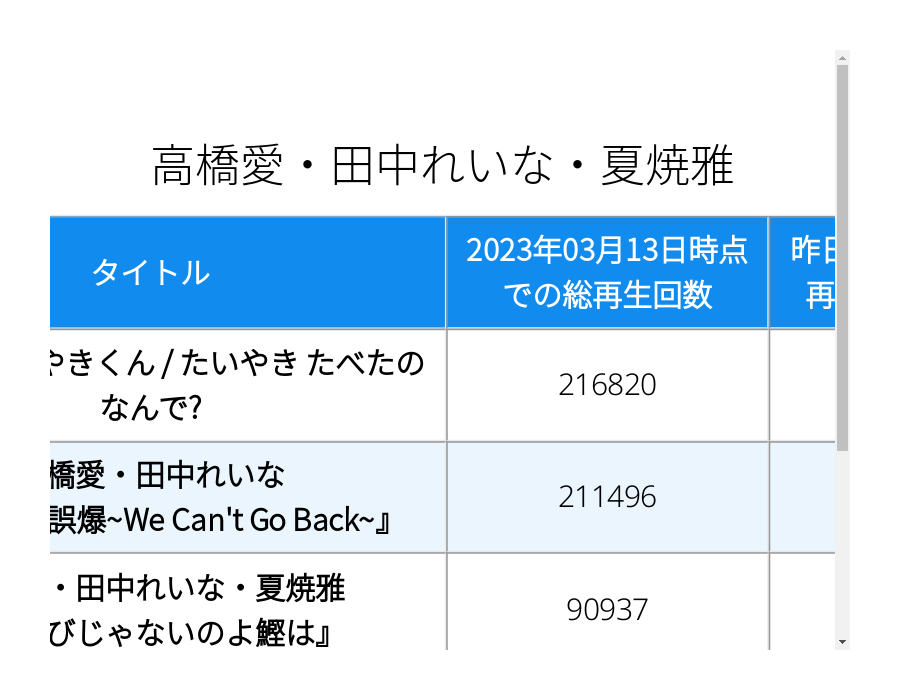 高橋愛・田中れいな・夏焼雅
タイトル
2023年03月13日時点
での総再生回数
昨日
再
やきくん / たいやき たべたの
なんで?
216820
橋愛・田中れいな
誤爆~We Can't Go Back~』
211496
・田中れいな・夏焼雅
びじゃないのよ鰹は』
90937